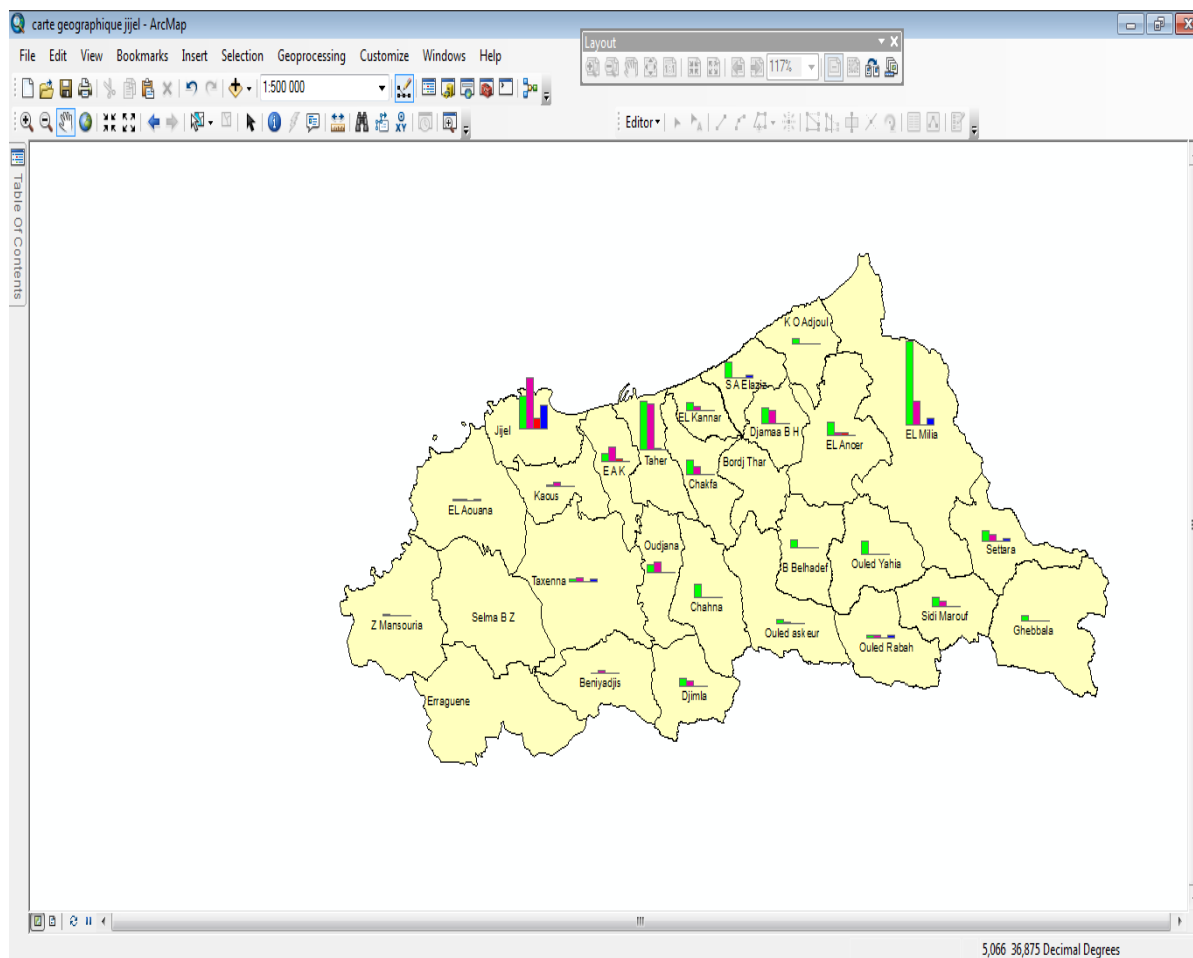 carte geographique jijel - ArcMap
Layout
File Edit View Bookmarks Insert Selection Geoprocessing Customize Windows Help
117%
1:500 000
XY
Editor
Table Of Contents
K O Adjoul
S A Elaziz
EL Kannar
Djamaa B H
EL Ancer
EL Milia
Jijel
E A K
Taher
Chakfa
Bordj Thar
Kaous
EL Aouana
Oudjana
B Belhadef
Ouled Yahia
Settara
Taxenna
Chahna
Selma B Z
Z Mansouria
Ouled askeur
Sidi Marouf
Ghebbala
Ouled Rabah
Beniyadjis
Djimla
Erraguene
5,066 36,875 Decimal Degrees